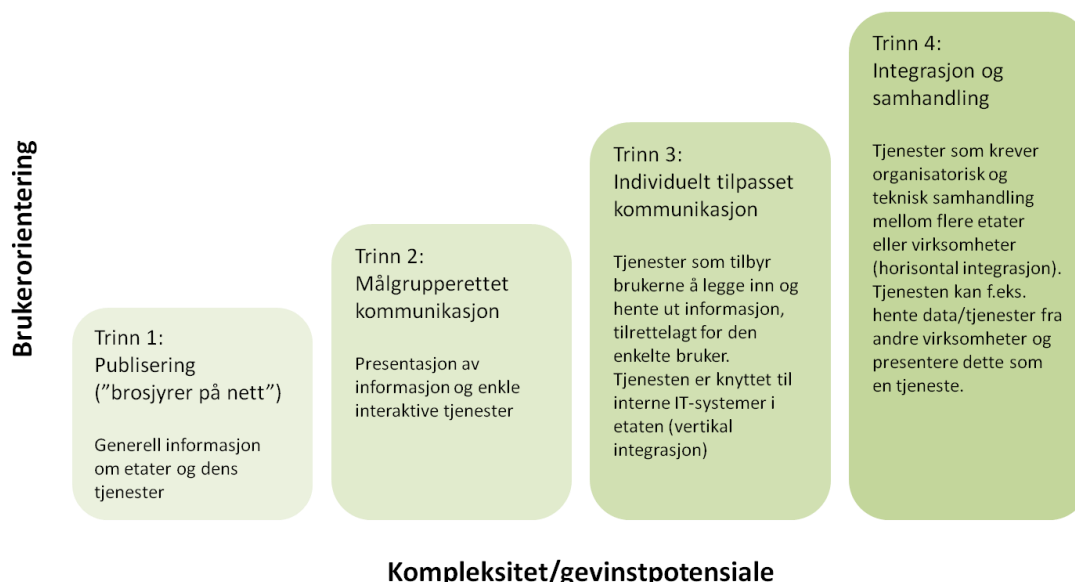 Brukerorientering
Trinn 1:
Publisering
(”brosjyrer på nett”)
Generell informasjon
om etater og dens
tjenester
Trinn 2:
Målgrupperettet
kommunikasjon
Presentasjon av
informasjon og enkle
interaktive tjenester
Trinn 3:
Individuelt tilpasset
kommunikasjon
Tjenester som tilbyr
brukerne å legge inn og
hente ut informasjon,
tilrettelagt for den
enkelte bruker.
Tjenesten er knyttet til
interne IT-systemer i
etaten (vertikal
integrasjon)
Trinn 4:
Integrasjon og
samhandling
Tjenester som krever
organisatorisk og
teknisk samhandling
mellom flere etater
eller virksomheter
(horisontal integrasjon).
Tjenesten kan f.eks.
hente data/tjenester fra
andre virksomheter og
presentere dette som
en tjeneste.
Kompleksitet/gevinstpotensiale